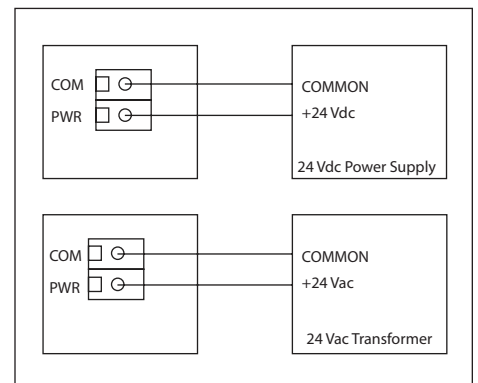 COM
PWR
COMMON
+24 Vdc
24 Vdc Power Supply
COM
PWR
COMMON
+24 Vac
24 Vac Transformer